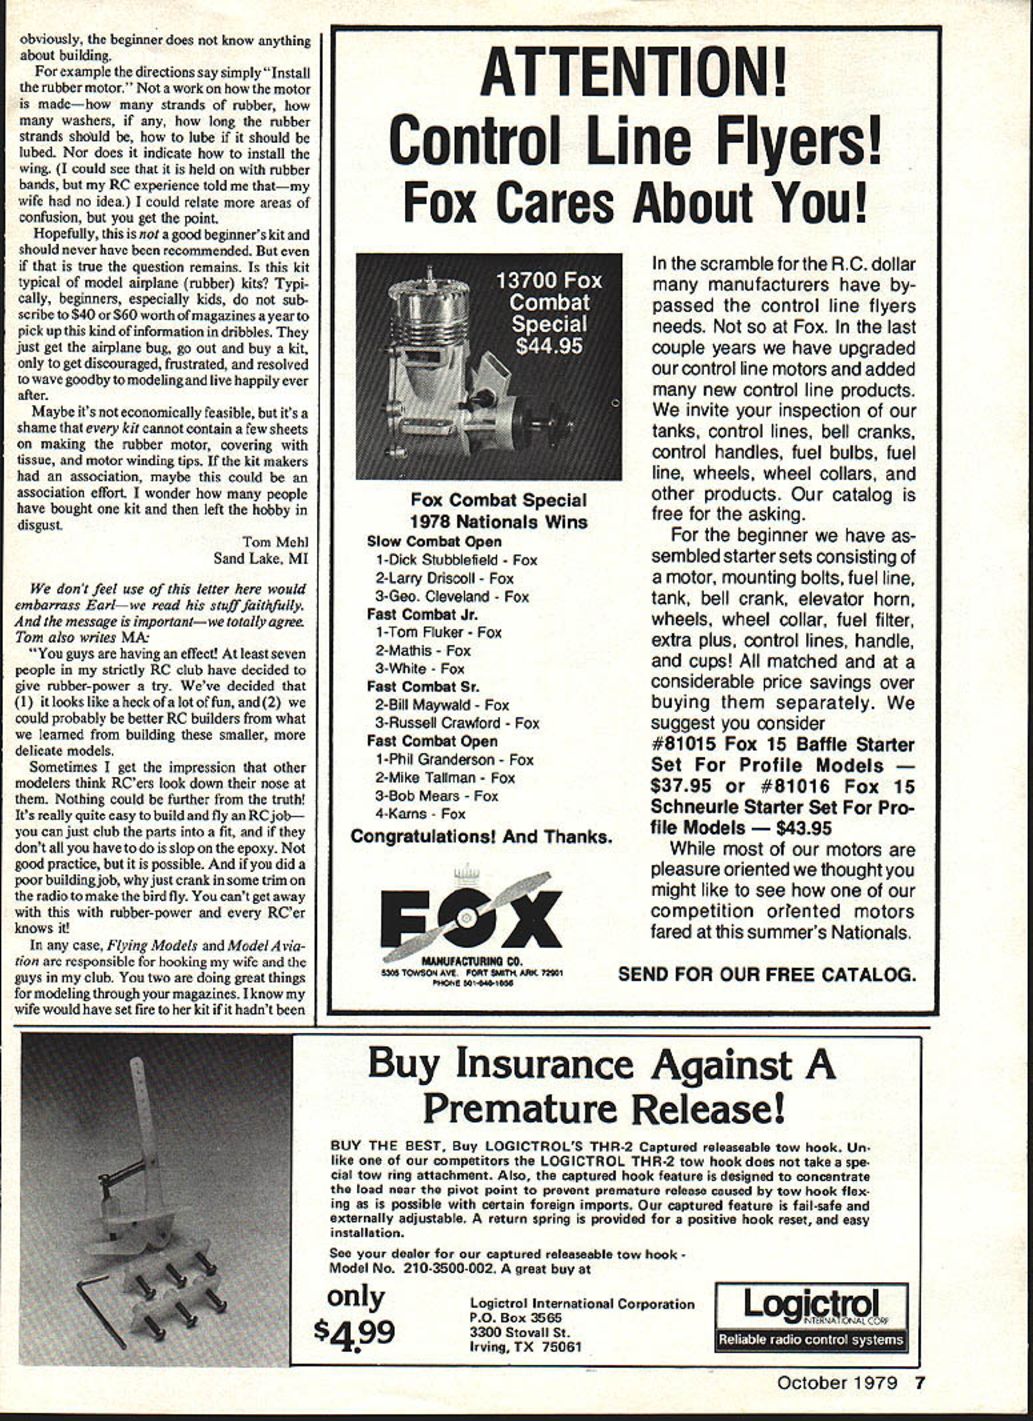 obviously, the beginner does not know anything
about building.
For example the directions say simply "Install
the rubber motor." Not a work on how the motor
is made—how many strands of rubber, how
many washers, if any, how long the rubber
strands should be, how to lube if it should be
lubed. Nor does it indicate how to install the
wing. (I could see that it is held on with rubber
bands, but my RC experience told me that—my
wife had no idea.) I could relate more areas of
confusion, but you get the point.
Hopefully, this is not a good beginner's kit and
should never have been recommended. But even
if that is true the question remains. Is this kit
typical of model airplane (rubber) kits? Typi-
cally, beginners, especially kids, do not sub-
scribe to $40 or $60 worth of magazines a year to
pick up this kind of information in dribbles. They
just get the airplane bug, go out and buy a kit,
only to get discouraged, frustrated, and resolved
to wave goodby to modeling and live happily ever
after.
Maybe it's not economically feasible, but it's a
shame that every kit cannot contain a few sheets
on making the rubber motor, covering with
tissue, and motor winding tips. If the kit makers
had an association, maybe this could be an
association effort. I wonder how many people
have bought one kit and then left the hobby in
disgust.
Tom Mehl
Sand Lake, MI
We don't feel use of this letter here would
embarrass Earl—we read his stuff faithfully.
And the message is important—we totally agree.
Tom also writes MA:
"You guys are having an effect! At least seven
people in my strictly RC club have decided to
give rubber-power a try. We've decided that
(1) it looks like a heck of a lot of fun, and (2) we
could probably be better RC builders from what
we learned from building these smaller, more
delicate models.
Sometimes I get the impression that other
modelers think RC'ers look down their nose at
them. Nothing could be further from the truth!
It's really quite easy to build and fly an RC job—
you can just club the parts into a fit, and if they
don't all you have to do is slop on the epoxy. Not
good practice, but it is possible. And if you did a
poor building job, why just crank in some trim on
the radio to make the bird fly. You can't get away
with this with rubber-power and every RC'er
knows it!
In any case, Flying Models and Model Avia-
tion are responsible for hooking my wife and the
guys in my club. You two are doing great things
for modeling through your magazines. I know my
wife would have set fire to her kit if it hadn't been
ATTENTION!
Control Line Flyers!
Fox Cares About You!
13700 Fox
Combat
Special
$44.95
Fox Combat Special
1978 Nationals Wins
Slow Combat Open
1-Dick Stubblefield - Fox
2-Larry Driscoll - Fox
3-Geo. Cleveland - Fox
Fast Combat Jr.
1-Tom Fluker - Fox
2-Mathis - Fox
3-White - Fox
Fast Combat Sr.
2-Bill Maywald - Fox
3-Russell Crawford - Fox
Fast Combat Open
1-Phil Granderson - Fox
2-Mike Tallman - Fox
3-Bob Mears - Fox
4-Karns - Fox
Congratulations! And Thanks.
FOX
MANUFACTURING CO.
5305 TOWSON AVE. FORT SMITH, ARK. 72901
PHONE 501-646-1656
In the scramble for the R.C. dollar
many manufacturers have by-
passed the control line flyers
needs. Not so at Fox. In the last
couple years we have upgraded
our control line motors and added
many new control line products.
We invite your inspection of our
tanks, control lines, bell cranks,
control handles, fuel bulbs, fuel
line, wheels, wheel collars, and
other products. Our catalog is
free for the asking.
For the beginner we have as-
sembled starter sets consisting of
a motor, mounting bolts, fuel line,
tank, bell crank, elevator horn,
wheels, wheel collar, fuel filter,
extra plus, control lines, handle,
and cups! All matched and at a
considerable price savings over
buying them separately. We
suggest you consider
#81015 Fox 15 Baffle Starter
Set For Profile Models —
$37.95 or #81016 Fox 15
Schneurle Starter Set For Pro-
file Models — $43.95
While most of our motors are
pleasure oriented we thought you
might like to see how one of our
competition oriented motors
fared at this summer's Nationals.
SEND FOR OUR FREE CATALOG.
Buy Insurance Against A
Premature Release!
BUY THE BEST, Buy LOGICTROL'S THR-2 Captured releaseable tow hook. Un-
like one of our competitors the LOGICTROL THR-2 tow hook does not take a spe-
cial tow ring attachment. Also, the captured hook feature is designed to concentrate
the load near the pivot point to prevent premature release caused by tow hook flex-
ing as is possible with certain foreign imports. Our captured feature is fail-safe and
externally adjustable. A return spring is provided for a positive hook reset, and easy
installation.
See your dealer for our captured releaseable tow hook -
Model No. 210-3500-002. A great buy at
only
$4.99
Logictrol International Corporation
P.O. Box 3565
3300 Stovall St.
Irving, TX 75061
Logictrol
INTERNATIONAL CORP
Reliable radio control systems
October 1979 7